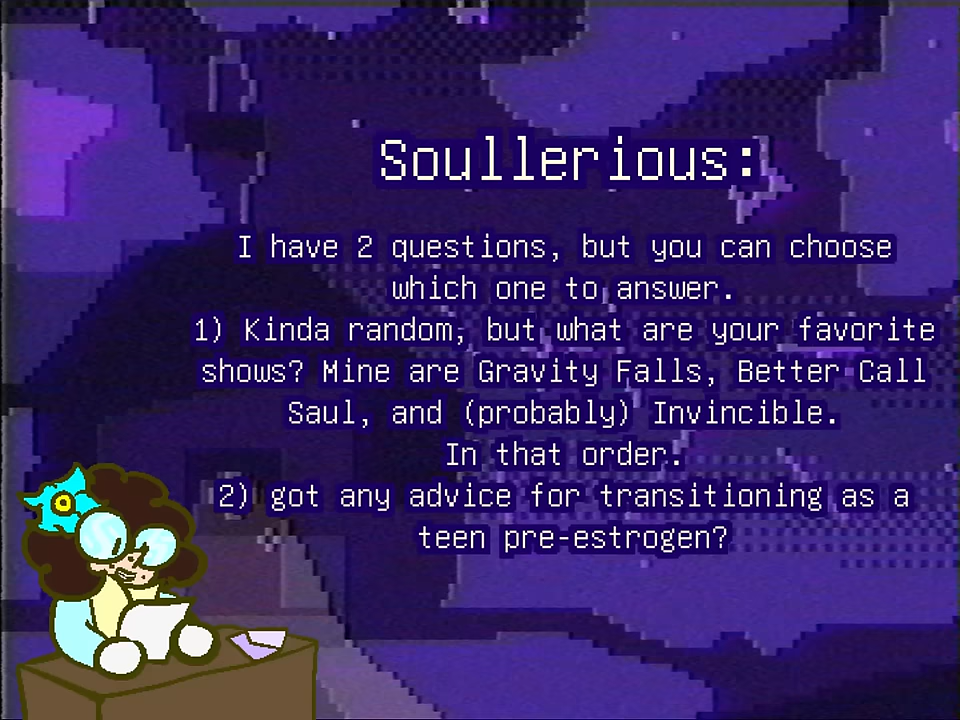 Soullerious:
I have 2 questions, but you can choose
which one to answer.
1) Kinda random, but what are your favorite
shows? Mine are Gravity Falls, Better Call
Saul, and (probably) Invincible.
In that order.
2) got any advice for transitioning as a
teen pre-estrogen?